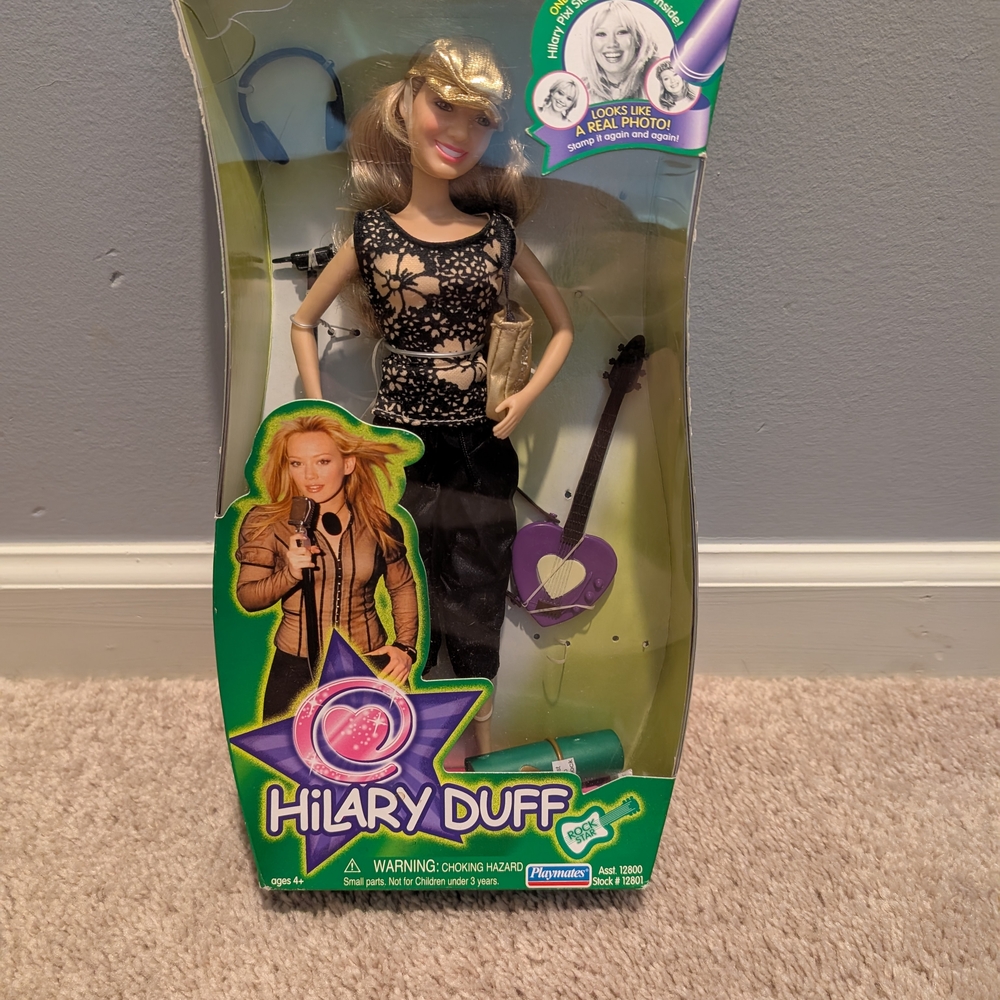 ONE
Hilary Pixi
inside!
LOOKS LIKE
A REAL PHOTO!
Stamp it again and again!
HiLARY DUFF
ROCK
STAR
WARNING: CHOKING HAZARD
Small parts. Not for Children under 3 years.
ages 4+
Playmates
Asst. 12800
Stock # 12801